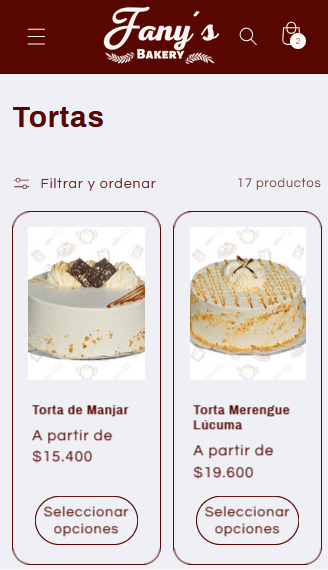 Fany's
BAKERY
2
Tortas
Filtrar y ordenar
17 productos
Torta de Manjar
A partir de
$15.400
Seleccionar
opciones
Torta Merengue
Lúcuma
A partir de
$19.600
Seleccionar
opciones